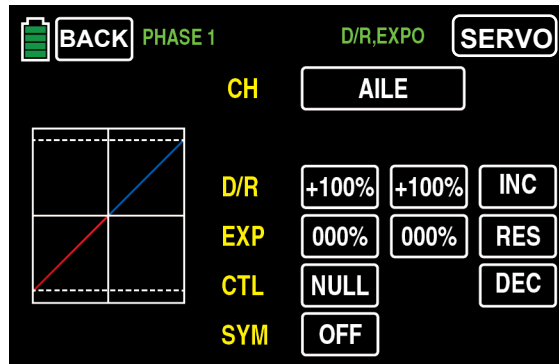 BACK PHASE 1 D/R,EXPO SERVO
CH AILE
D/R +100% +100% INC
EXP 000% 000% RES
CTL NULL DEC
SYM OFF